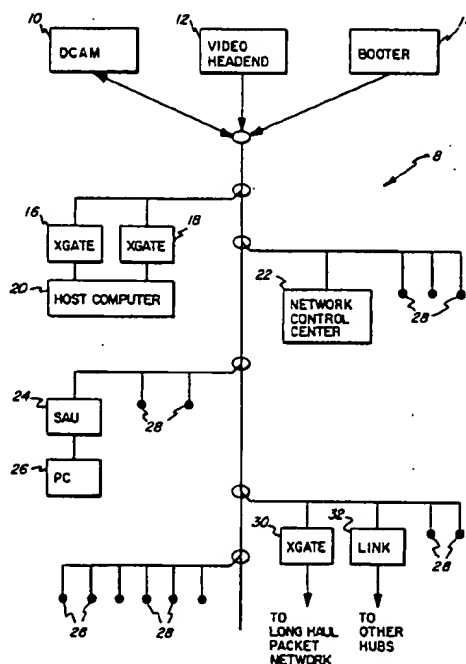 10
DCAM
12
VIDEO
HEADEND
BOOTER
8
16
XGATE
XGATE
18
20
HOST COMPUTER
22
NETWORK
CONTROL
CENTER
28
24
SAU
28
26
PC
30
XGATE
32
LINK
28
28
28
TO
LONG HAUL
PACKET
NETWORK
TO
OTHER
HUBS